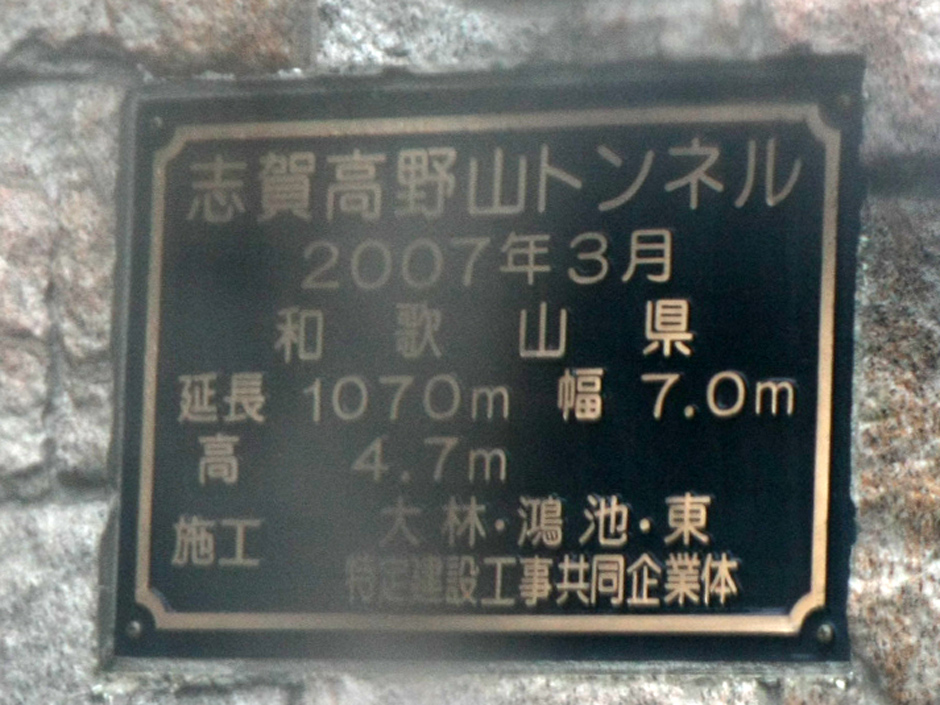 志賀高野山トンネル
2007年3月
和歌山県
延長 1070m 幅 7.0m
高 4.7m
施工 大林・鴻池・東
特定建設工事共同企業体